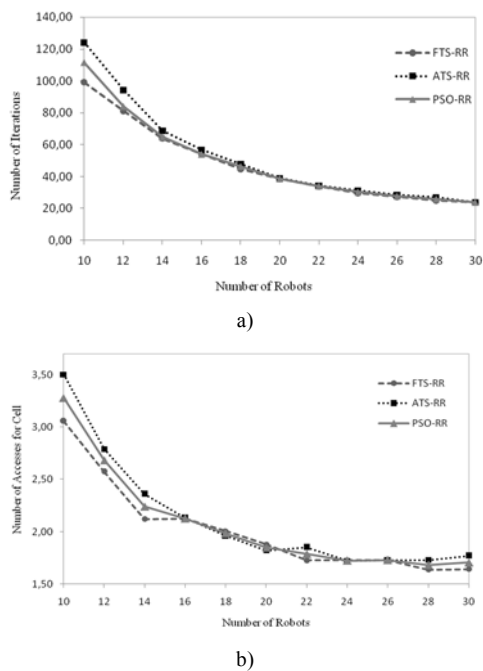 140,00
120,00
100,00
80,00
60,00
40,00
20,00
0,00
Number of Iterations
FTS-RR
ATS-RR
PSO-RR
10 12 14 16 18 20 22 24 26 28 30
Number of Robots
a)
3,50
3,00
2,50
2,00
1,50
Number of Accesses for Cell
FTS-RR
ATS-RR
PSO-RR
10 12 14 16 18 20 22 24 26 28 30
Number of Robots
b)